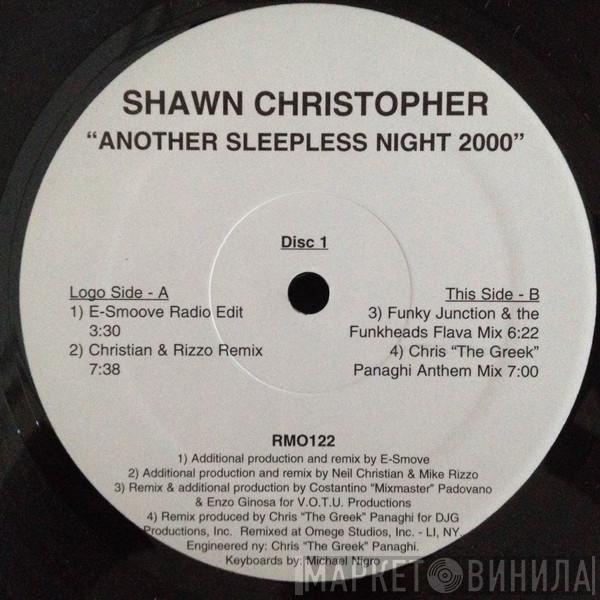 SHAWN CHRISTOPHER
“ANOTHER SLEEPLESS NIGHT 2000”
Disc 1
Logo Side - A
1) E-Smoove Radio Edit
3:30
2) Christian & Rizzo Remix
7:38
This Side - B
3) Funky Junction & the
Funkheads Flava Mix 6:22
4) Chris “The Greek”
Panaghi Anthem Mix 7:00
RMO122
1) Additional production and remix by E-Smove
2) Additional production and remix by Neil Christian & Mike Rizzo
3) Remix & additional production by Costantino “Mixmaster” Padovano
& Enzo Ginosa for V.O.T.U. Productions
4) Remix produced by Chris “The Greek” Panaghi for DJG
Productions, Inc. Remixed at Omege Studios, Inc. - LI, NY.
Engineered ny: Chris “The Greek” Panaghi.
Keyboards by: Michael Nigro
МАРКЕТ ВИНИЛА